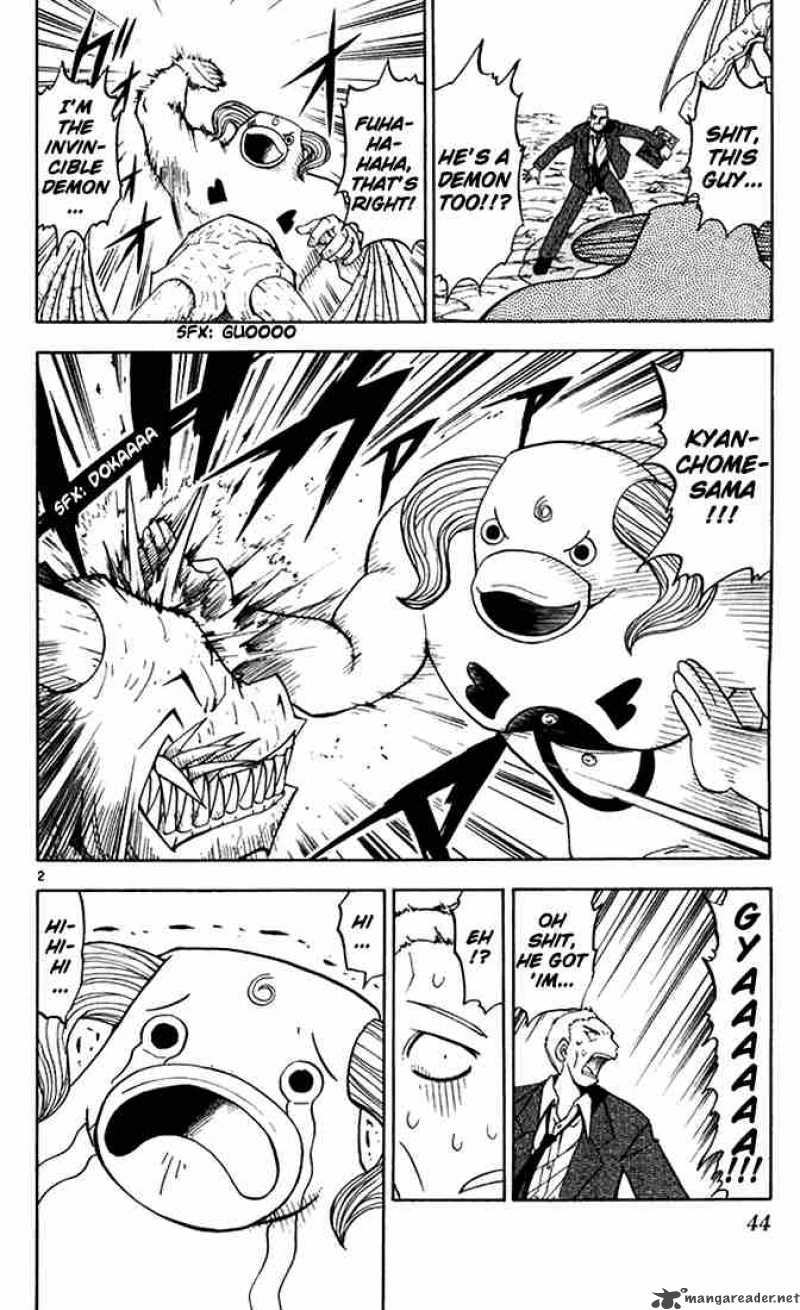 SHIT,
THIS
GUY...
HE'S A
DEMON
TOO!!?
FUHA-
HA-
HAHA,
THAT'S
RIGHT!
I'M
THE
INVIN-
CIBLE
DEMON
...
SFX: GUOOOO
KYAN-
CHOME-
SAMA
!!!
SFX: DOKAAAA
2
GYAAAAAAA!!!
OH
SHIT,
HE GOT
'IM...
EH
!?
HI
...
HI-
HI-
HI
...
44
mangareader.net